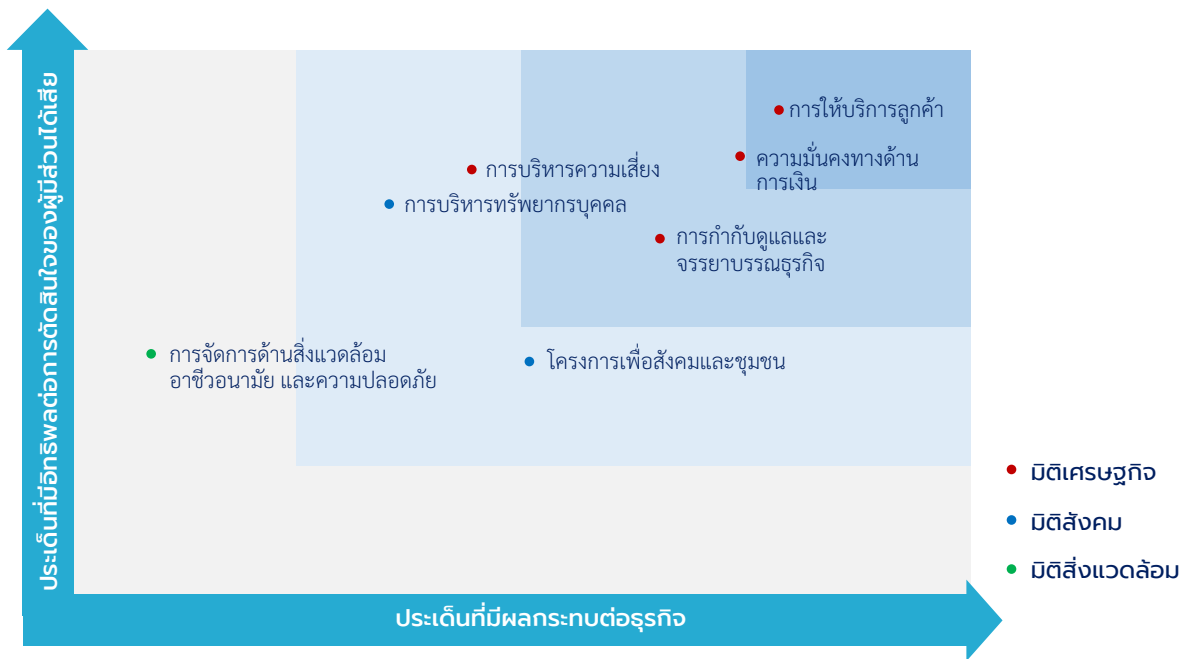 ประเด็นที่มีอิทธิพลต่อการตัดสินใจของผู้มีส่วนได้เสีย
การให้บริการลูกค้า
ความมั่นคงทางด้าน
การเงิน
การบริหารความเสี่ยง
การบริหารทรัพยากรบุคคล
การกำกับดูแลและ
จรรยาบรรณธุรกิจ
การจัดการด้านสิ่งแวดล้อม
อาชีวอนามัย และความปลอดภัย
โครงการเพื่อสังคมและชุมชน
มิติเศรษฐกิจ
มิติสังคม
มิติสิ่งแวดล้อม
ประเด็นที่มีผลกระทบต่อธุรกิจ